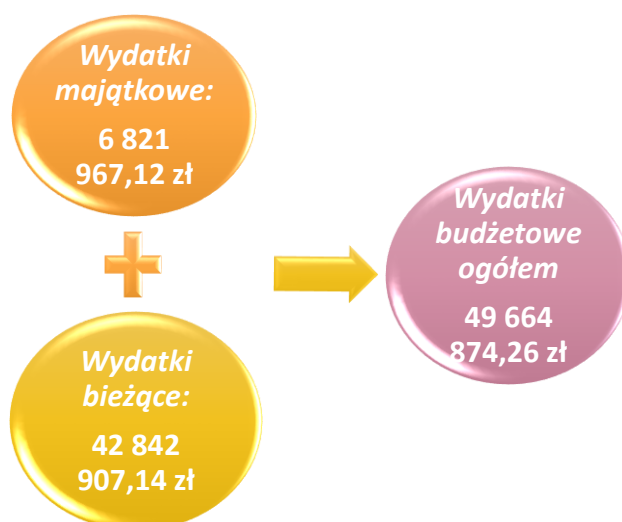 Wydatki
majątkowe:
6 821
967,12 zł
Wydatki
bieżące:
42 842
907,14 zł
Wydatki
budżetowe
ogółem
49 664
874,26 zł